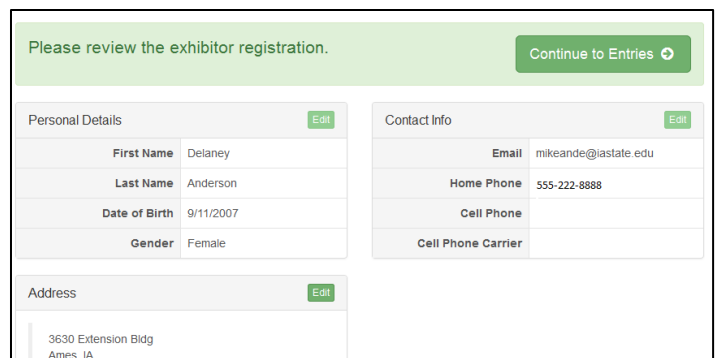 Please review the exhibitor registration.
Continue to Entries
Personal Details Edit
First Name Delaney
Last Name Anderson
Date of Birth 9/11/2007
Gender Female
Contact Info Edit
Email mikeande@iastate.edu
Home Phone 555-222-8888
Cell Phone
Cell Phone Carrier
Address Edit
3630 Extension Bldg
Ames, IA